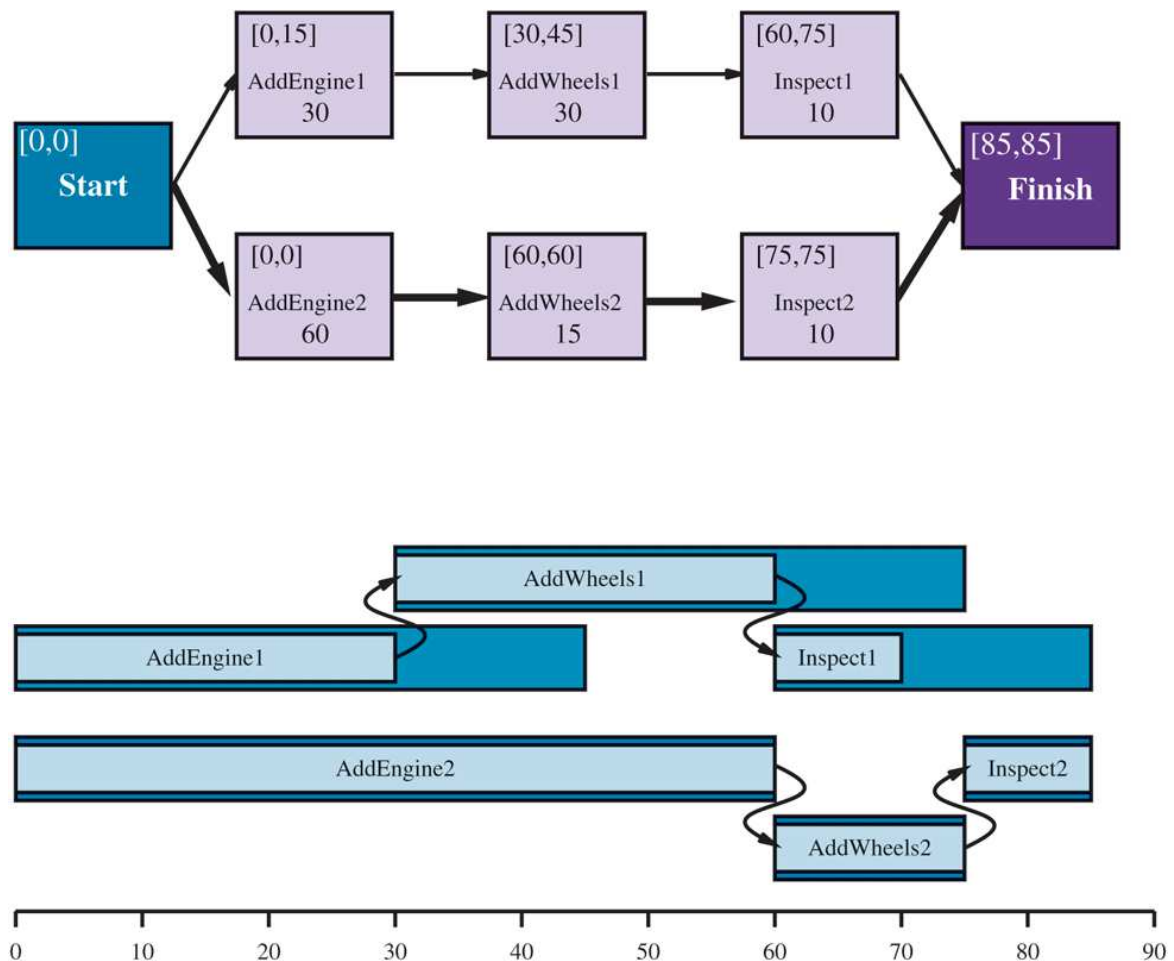 [0,15]
AddEngine1
30
[30,45]
AddWheels1
30
[60,75]
Inspect1
10
[0,0]
Start
[85,85]
Finish
[0,0]
AddEngine2
60
[60,60]
AddWheels2
15
[75,75]
Inspect2
10
AddWheels1
AddEngine1
Inspect1
AddEngine2
Inspect2
AddWheels2
0 10 20 30 40 50 60 70 80 90